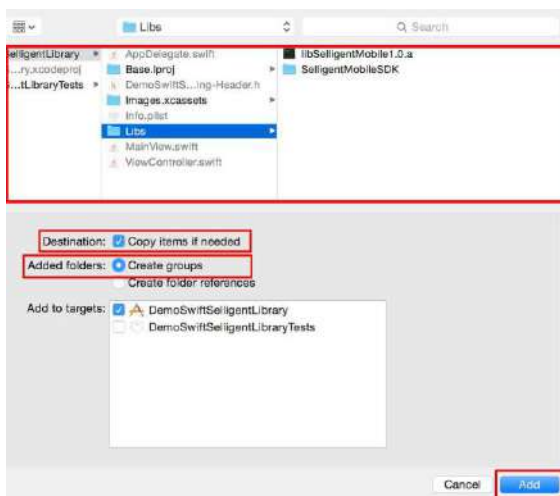 Libs
Search
elligentLibrary
AppDelegate.swift
libSelligentMobile1.0.a
...ry.xcodeproj
Base.lproj
SelligentMobileSDK
S...tLibraryTests
DemoSwiftS...ing-Header.h
Images.xcassets
Info.plist
Libs
MainView.swift
ViewController.swift
Destination: Copy items if needed
Added folders: Create groups
Create folder references
Add to targets: DemoSwiftSelligentLibrary
DemoSwiftSelligentLibraryTests
Cancel Add